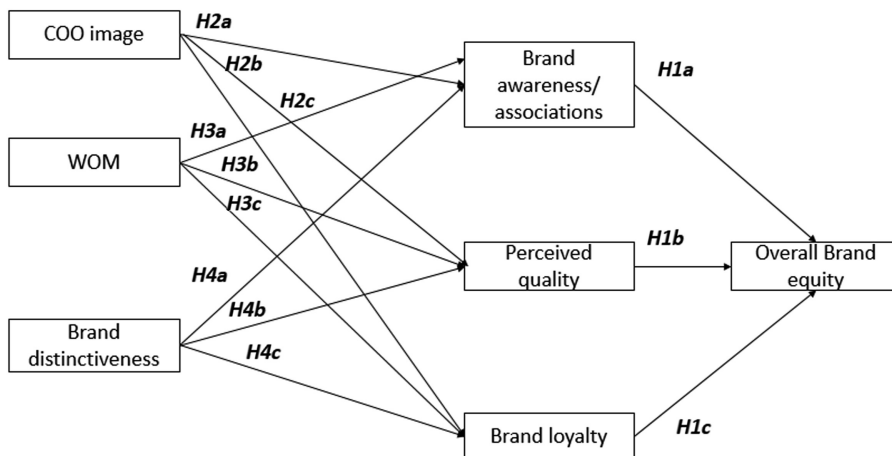 COO image
H2a
H2b
H2c
WOM
H3a
H3b
H3c
Brand
distinctiveness
H4a
H4b
H4c
Brand
awareness/
associations
Perceived
quality
Brand loyalty
H1a
H1b
H1c
Overall Brand
equity